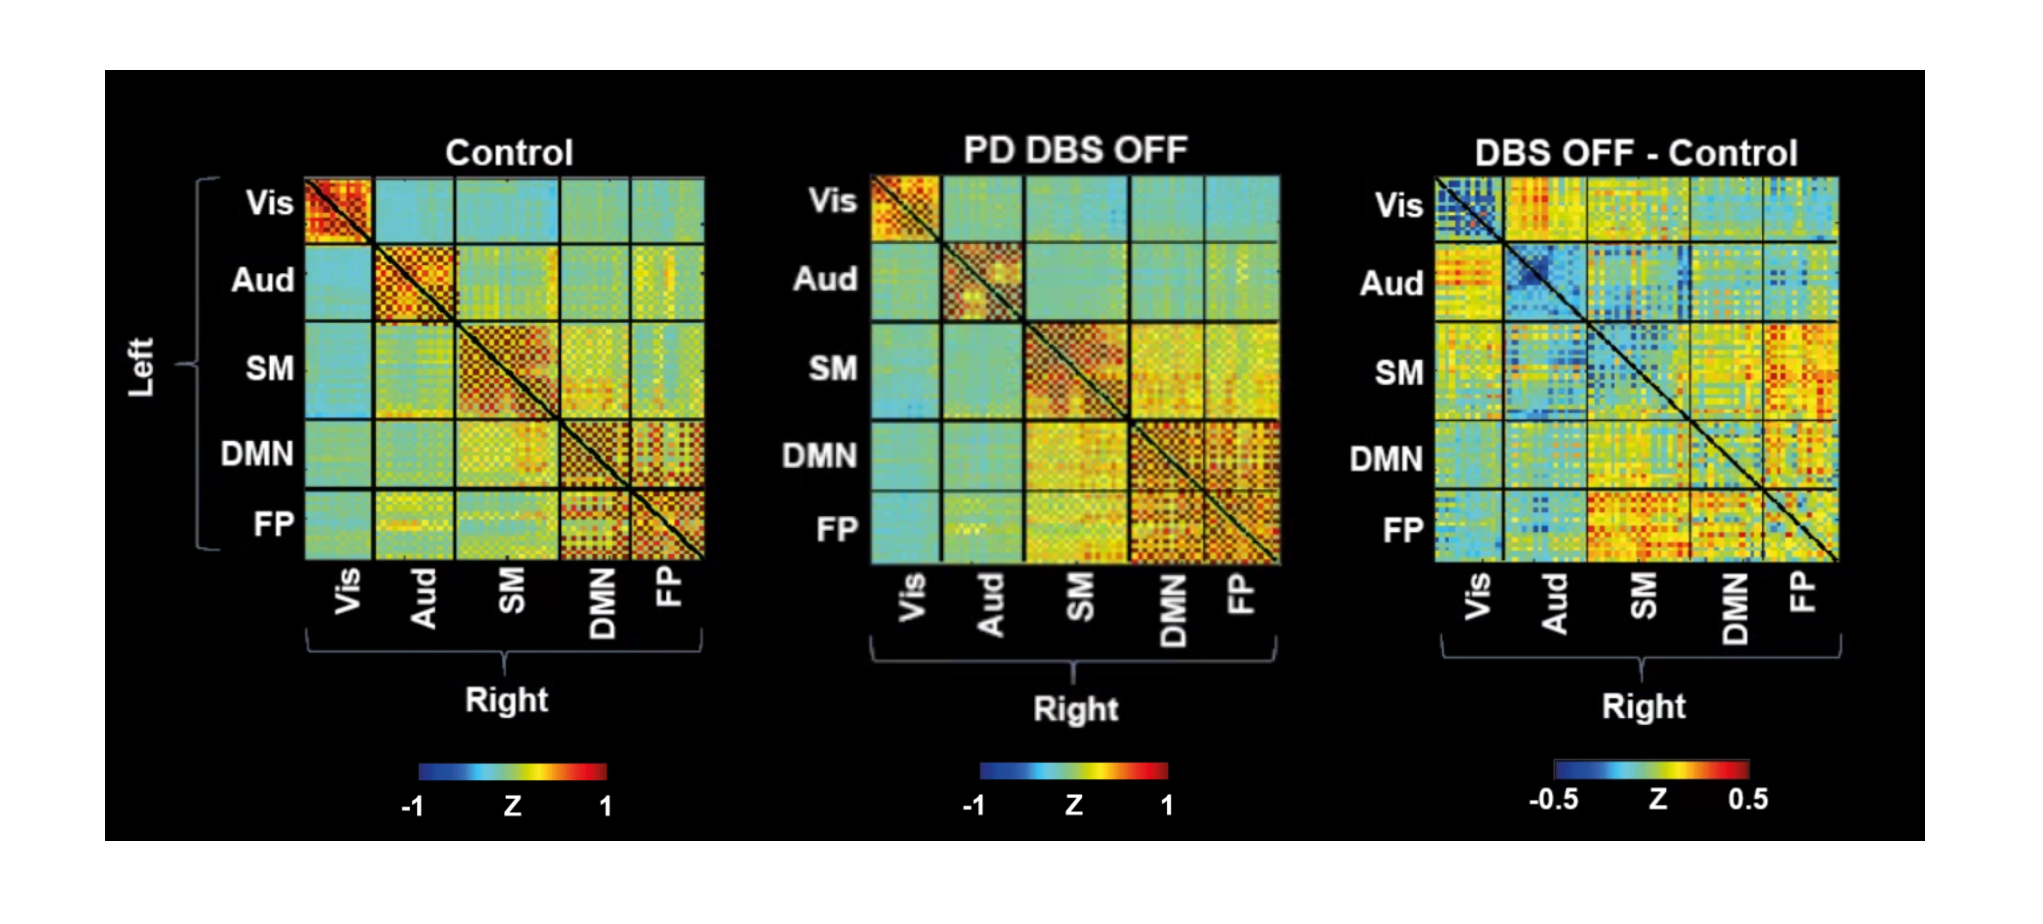 Control
Vis
Aud
SM
DMN
FP
Left
Vis
Aud
SM
DMN
FP
Right
-1 Z 1
PD DBS OFF
Vis
Aud
SM
DMN
FP
Vis
Aud
SM
DMN
FP
Right
-1 Z 1
DBS OFF - Control
Vis
Aud
SM
DMN
FP
Vis
Aud
SM
DMN
FP
Right
-0.5 Z 0.5